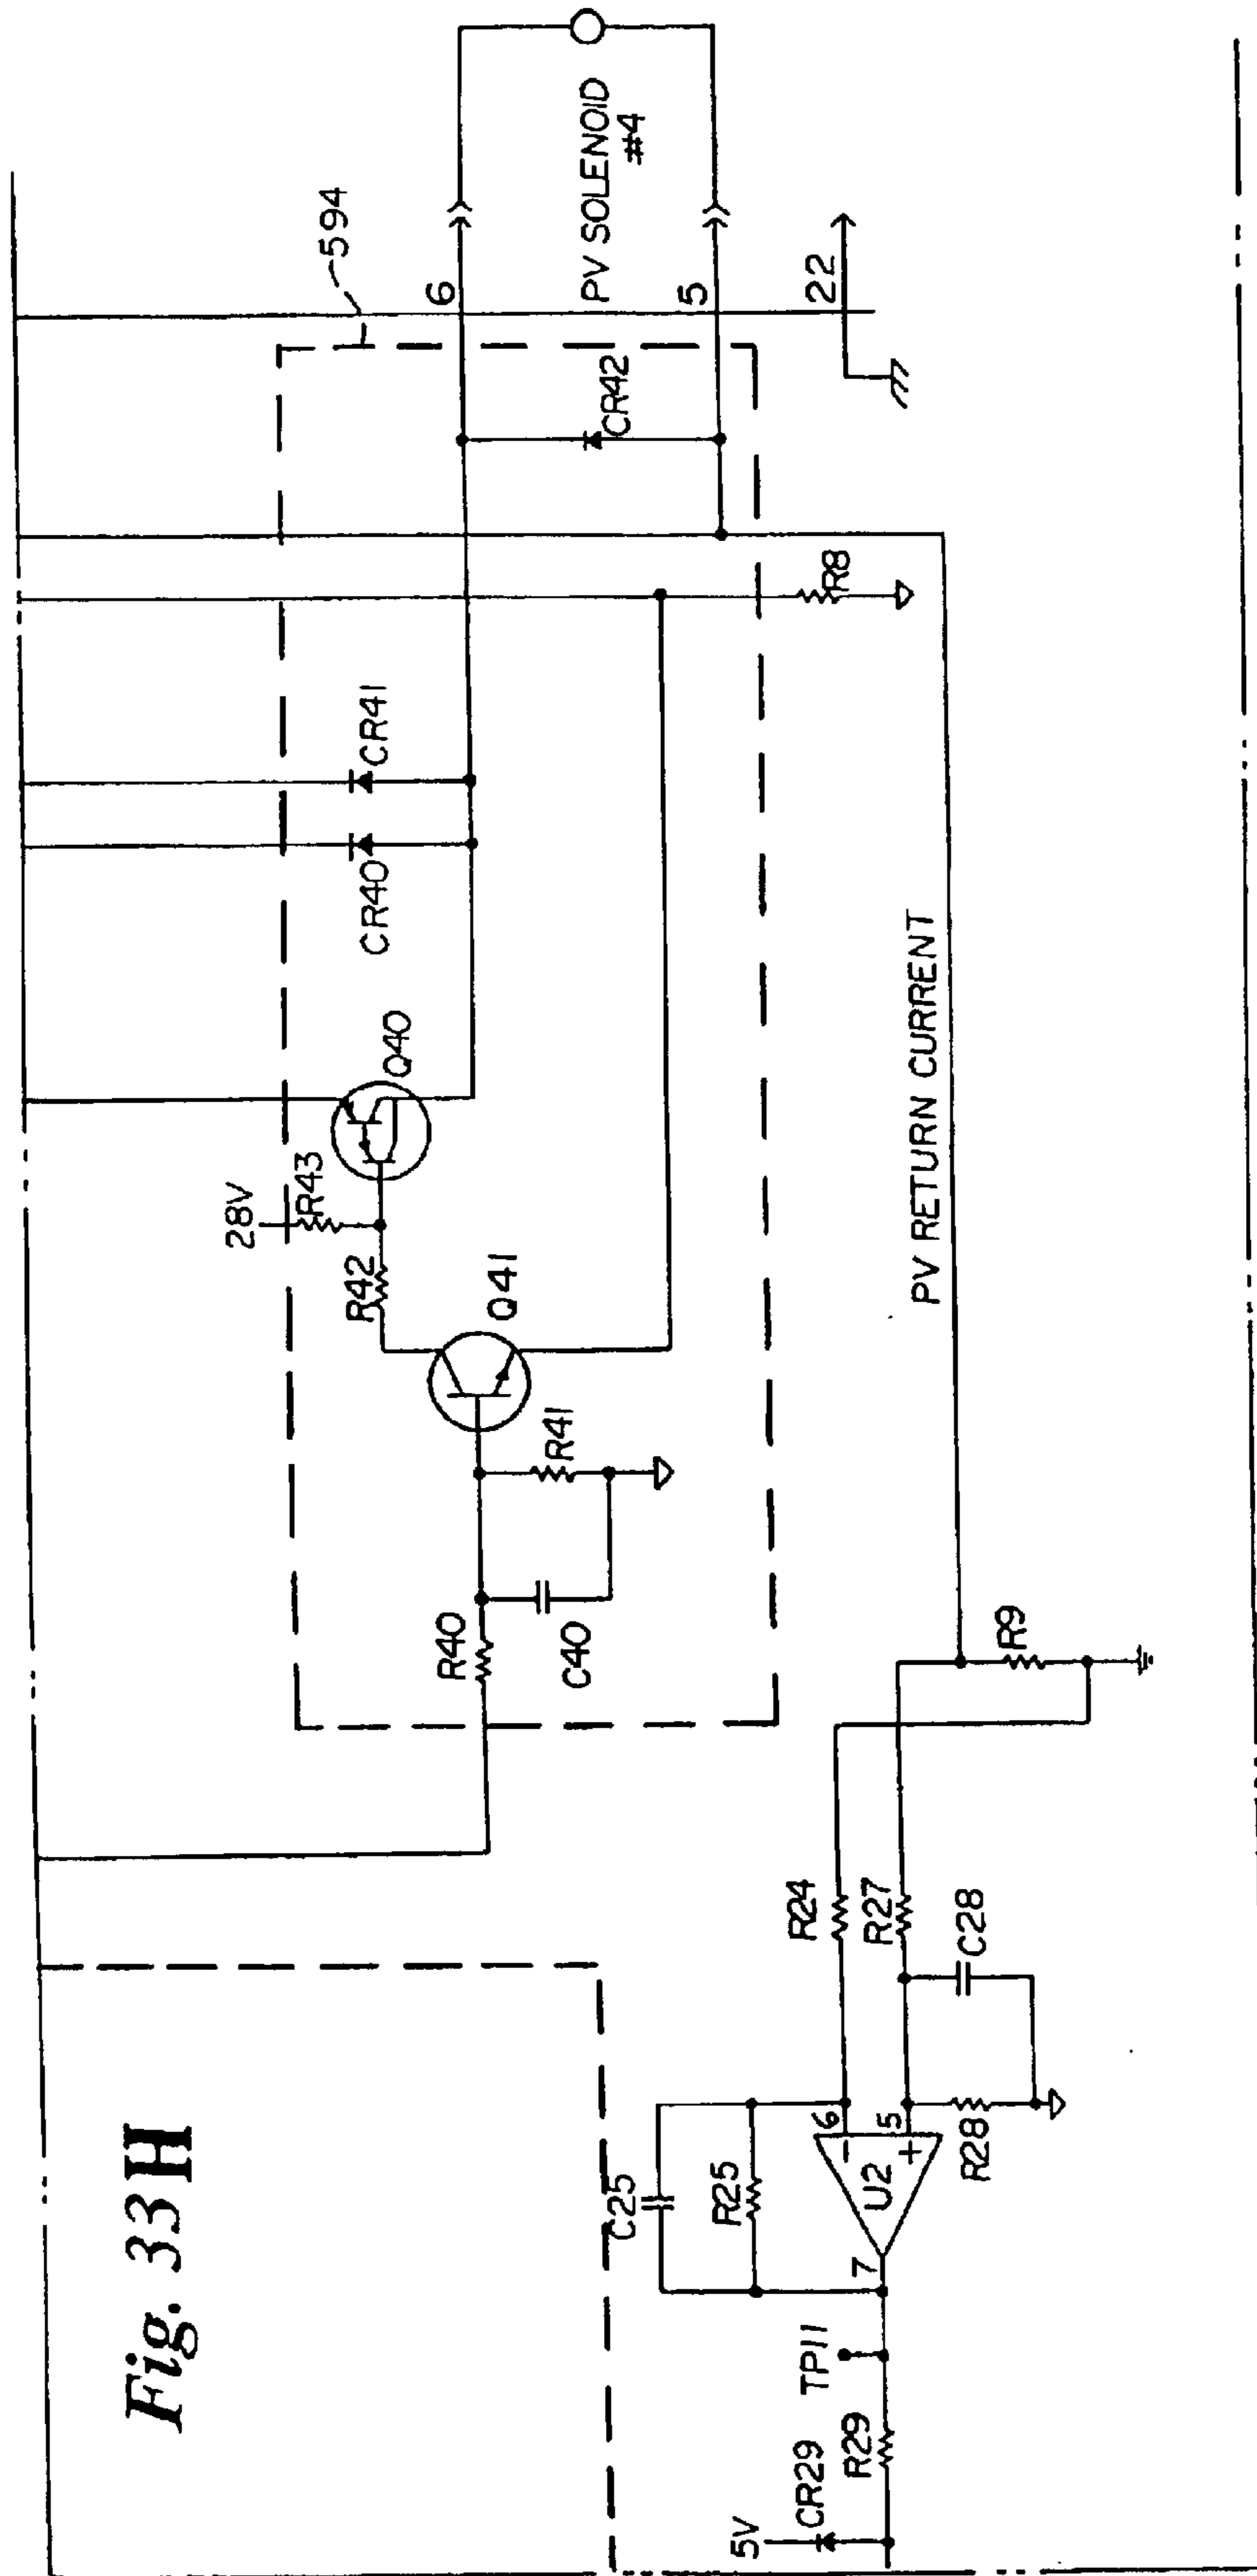 Fig. 33H
594
6
PV SOLENOID
#4
5
22
CR42
R8
CR41
CR40
Q40
28V
R43
R42
Q41
R41
R40
C40
PV RETURN CURRENT
R9
R24
R27
C28
C25
R25
6
5
−
+
U2
7
R28
TP11
R29
CR29
5V